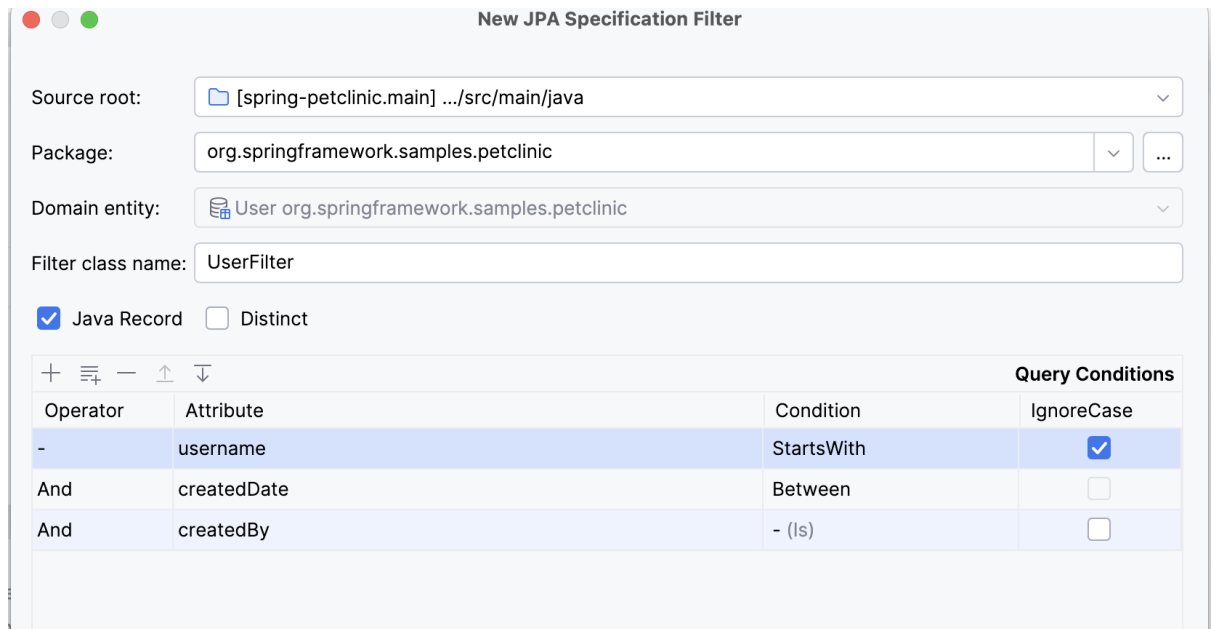 New JPA Specification Filter
Source root: [spring-petclinic.main] .../src/main/java
Package: org.springframework.samples.petclinic ...
Domain entity: User org.springframework.samples.petclinic
Filter class name: UserFilter
Java Record Distinct
Query Conditions
Operator Attribute Condition IgnoreCase
- username StartsWith
And createdDate Between
And createdBy - (Is)